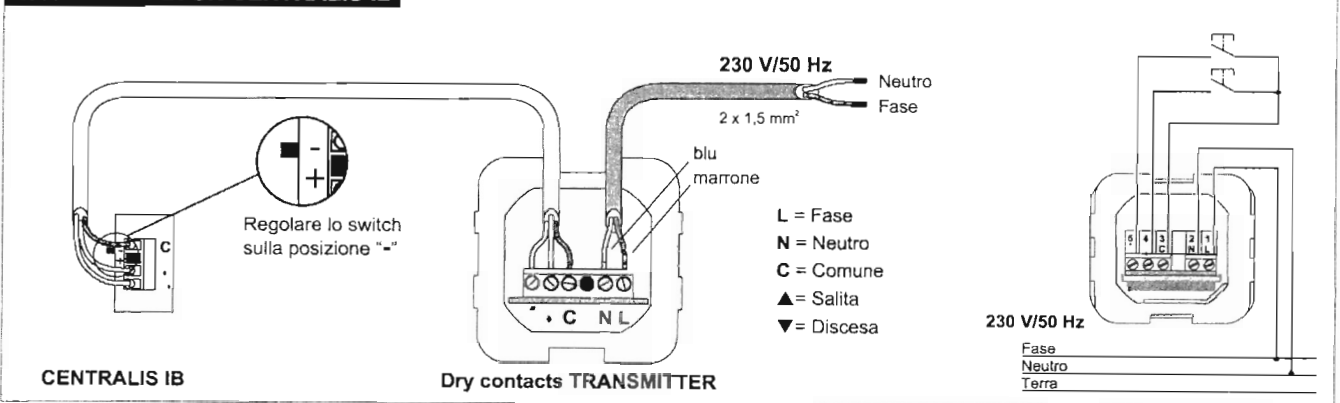 230 V/50 Hz
Neutro
Fase
2 x 1,5 mm²
blu
marrone
-
+
Regolare lo switch
sulla posizione "-"
C
L = Fase
N = Neutro
C = Comune
▲= Salita
▼= Discesa
C N L
5 4 3 2 1
C N L
230 V/50 Hz
Fase
Neutro
Terra
CENTRALIS IB
Dry contacts TRANSMITTER